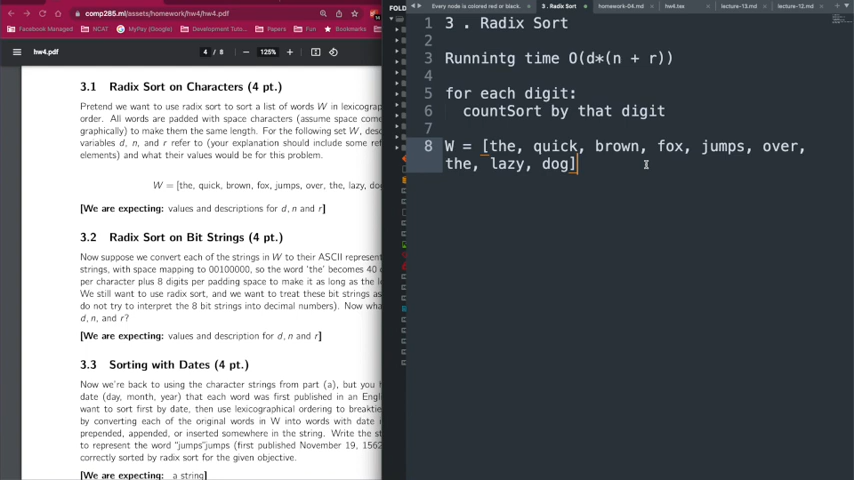 comp285.ml/assets/homework/hw4/hw4.pdf
Facebook Managed
NCAT
MyPay (Google)
Development Tutor...
Papers
Fun
Bookmarks
hw4.pdf
4 / 8
125%
3.1 Radix Sort on Characters (4 pt.)
Pretend we want to use radix sort to sort a list of words W in lexicograp
order. All words are padded with space characters (assume spaces
graphically) to make them the same length. For the following set W, des
variables d, n, and r refer to (your explanation should include some ref
elements) and what their values would be for this problem.
W = [the, quick, brown, fox, jumps, over, the, lazy, do
[We are expecting: values and descriptions for d, n and r]
3.2 Radix Sort on Bit Strings (4 pt.)
Now suppose we convert each of the strings in W to their ASCII represent
strings, with space mapping to 00100000, so the word 'the' becomes 40
per character plus 8 digits per padding space to make it as long as the l
We still want to use radix sort, and we want to treat these bit strings as
do not try to interpret the 8 bit strings into decimal numbers). Now wha
d, n, and r?
[We are expecting: values and description for d, n and r]
3.3 Sorting with Dates (4 pt.)
Now we're back to using the character strings from part (a), but you h
date (day, month, year) that each word was first published in an Eng
want to sort first by date, then use lexicographical ordering to breaktie
by converting each of the original words in W into words with date i
prepended, appended, or inserted somewhere in the string. Write the st
to represent the word "jumps"jumps (first published November 19, 1562
correctly sorted by radix sort for the given objective.
[We are expecting: a string]
FOLD
Every node is colored red or black.
3 . Radix Sort
homework-04.md
hw4.tex
lecture-13.md
lecture-12.md
1 3 . Radix Sort
2
3 Runnintg time O(d*(n + r))
4
5 for each digit:
6 countSort by that digit
7
8 W = [the, quick, brown, fox, jumps, over,
the, lazy, dog]